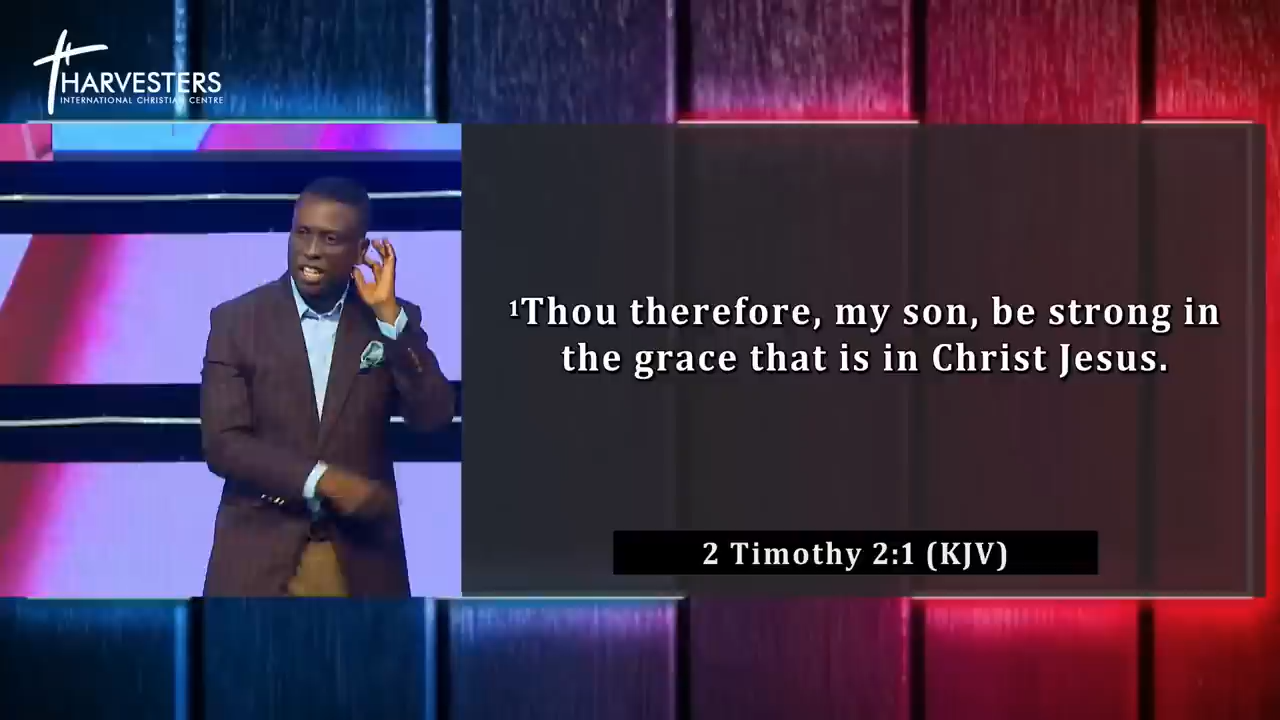 HARVESTERS
INTERNATIONAL CHRISTIAN CENTRE
¹Thou therefore, my son, be strong in
the grace that is in Christ Jesus.
2 Timothy 2:1 (KJV)